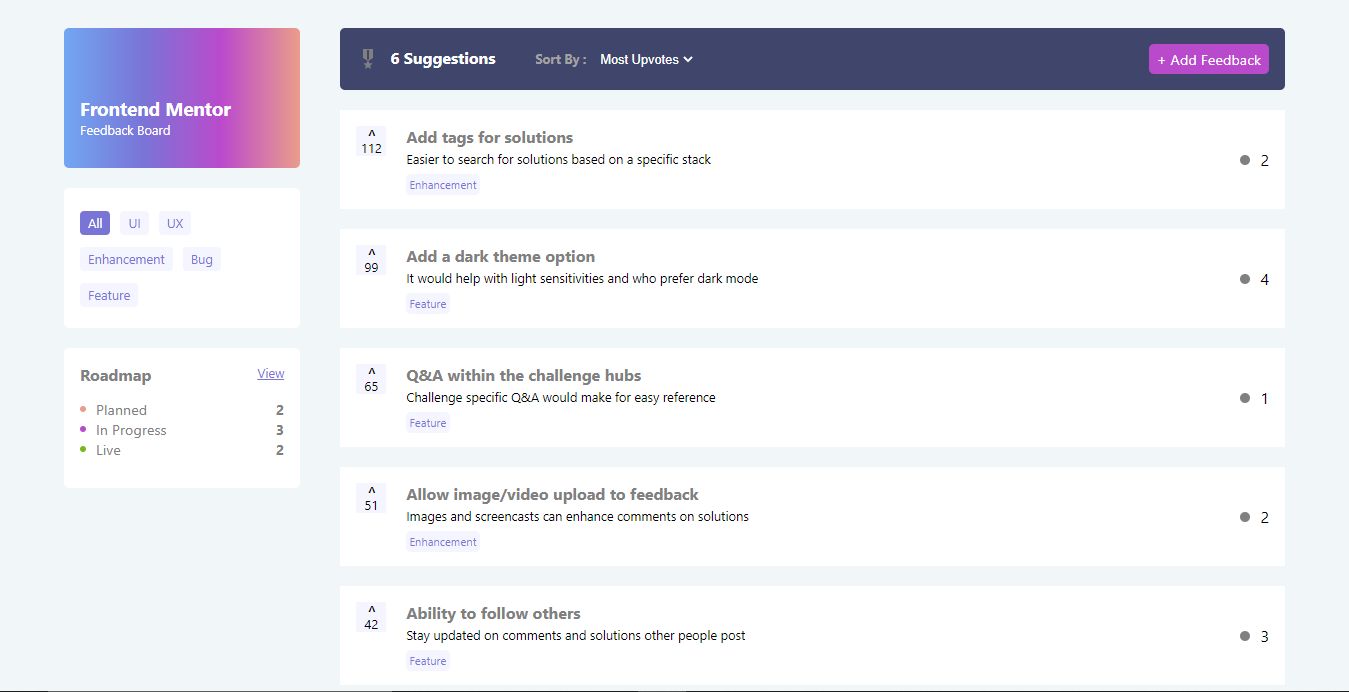 Frontend Mentor
Feedback Board
All UI UX
Enhancement Bug
Feature
Roadmap View
Planned 2
In Progress 3
Live 2
6 Suggestions Sort By : Most Upvotes + Add Feedback
^
112
Add tags for solutions
Easier to search for solutions based on a specific stack
Enhancement
2
^
99
Add a dark theme option
It would help with light sensitivities and who prefer dark mode
Feature
4
^
65
Q&A within the challenge hubs
Challenge specific Q&A would make for easy reference
Feature
1
^
51
Allow image/video upload to feedback
Images and screencasts can enhance comments on solutions
Enhancement
2
^
42
Ability to follow others
Stay updated on comments and solutions other people post
Feature
3